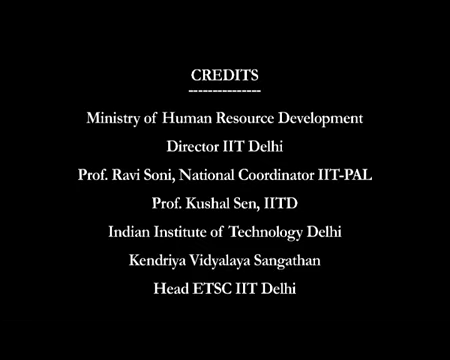 CREDITS
---------------
Ministry of Human Resource Development
Director IIT Delhi
Prof. Ravi Soni, National Coordinator IIT-PAL
Prof. Kushal Sen, IITD
Indian Institute of Technology Delhi
Kendriya Vidyalaya Sangathan
Head ETSC IIT Delhi